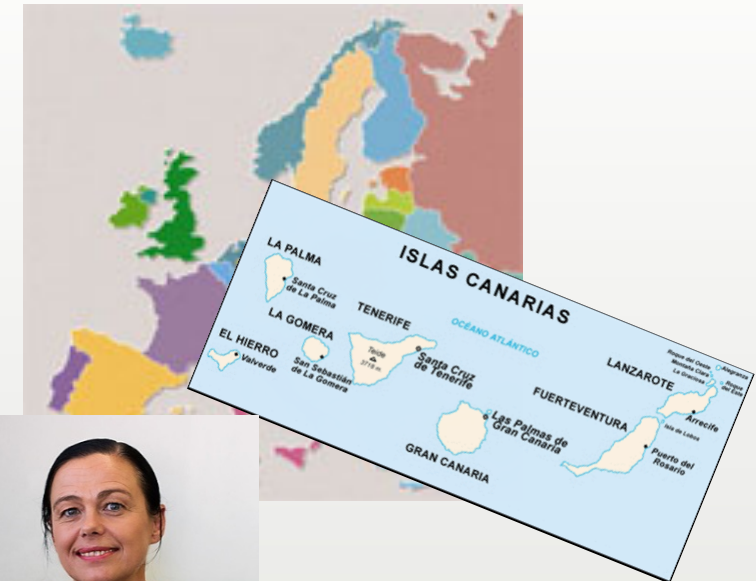 ISLAS CANARIAS
LA PALMA
Santa Cruz
de La Palma
LA GOMERA
San Sebastián
de La Gomera
EL HIERRO
Valverde
TENERIFE
Teide
3718 m.
Santa Cruz
de Tenerife
OCÉANO ATLÁNTICO
GRAN CANARIA
Las Palmas de
Gran Canaria
FUERTEVENTURA
Puerto del
Rosario
Isla de Lobos
LANZAROTE
Arrecife
Roque del Oeste
Montaña Clara
La Graciosa
Alegranza
Roque
del Este